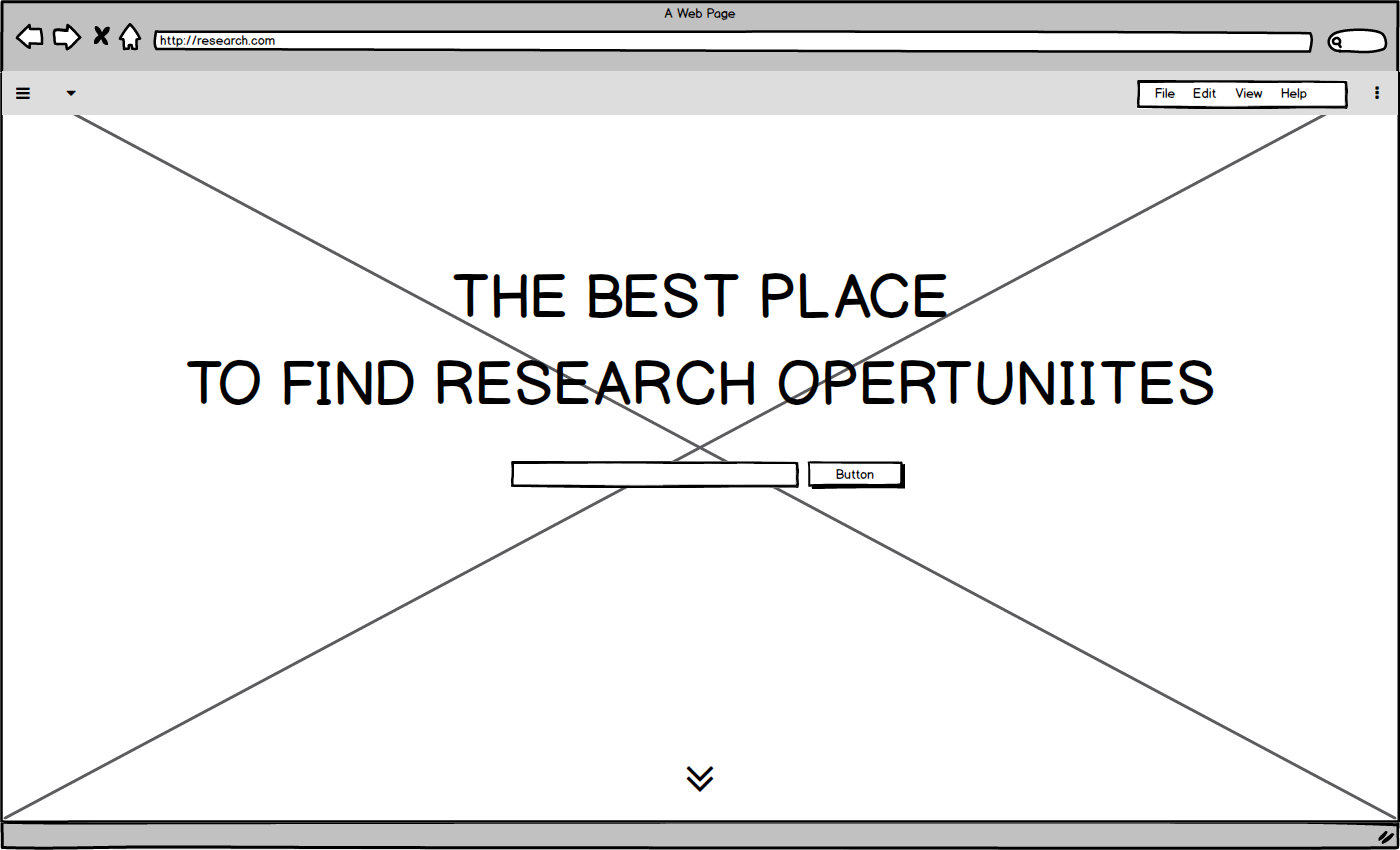 A Web Page
http://research.com
File Edit View Help
THE BEST PLACE
TO FIND RESEARCH OPERTUNIITES
Button